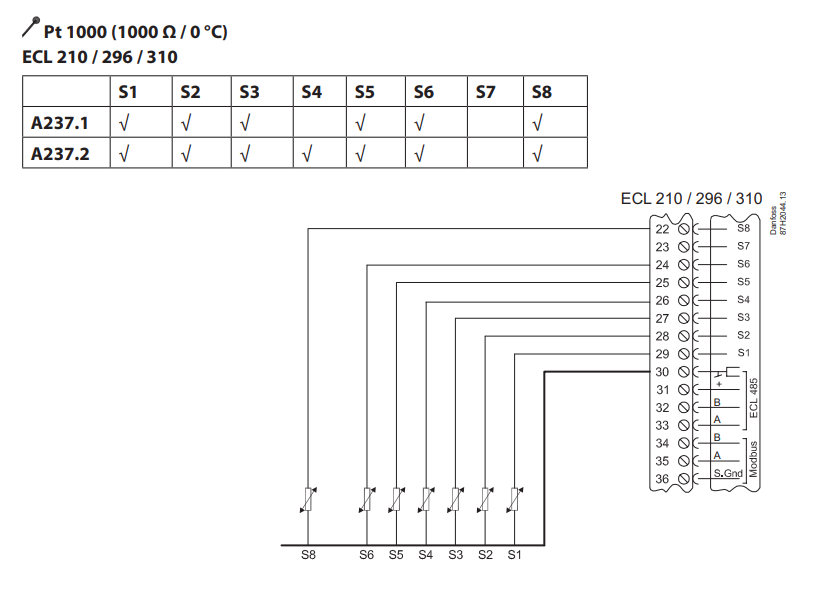 Pt 1000 (1000 Ω / 0 °C)
ECL 210 / 296 / 310
S1 S2 S3 S4 S5 S6 S7 S8
A237.1 √ √ √ √ √ √
A237.2 √ √ √ √ √ √ √
ECL 210 / 296 / 310
Danfoss
87H2044.13
22 S8
23 S7
24 S6
25 S5
26 S4
27 S3
28 S2
29 S1
30
31 +
32 B
33 A
ECL 485
34 B
35 A
36 S.Gnd
Modbus
S8 S6 S5 S4 S3 S2 S1